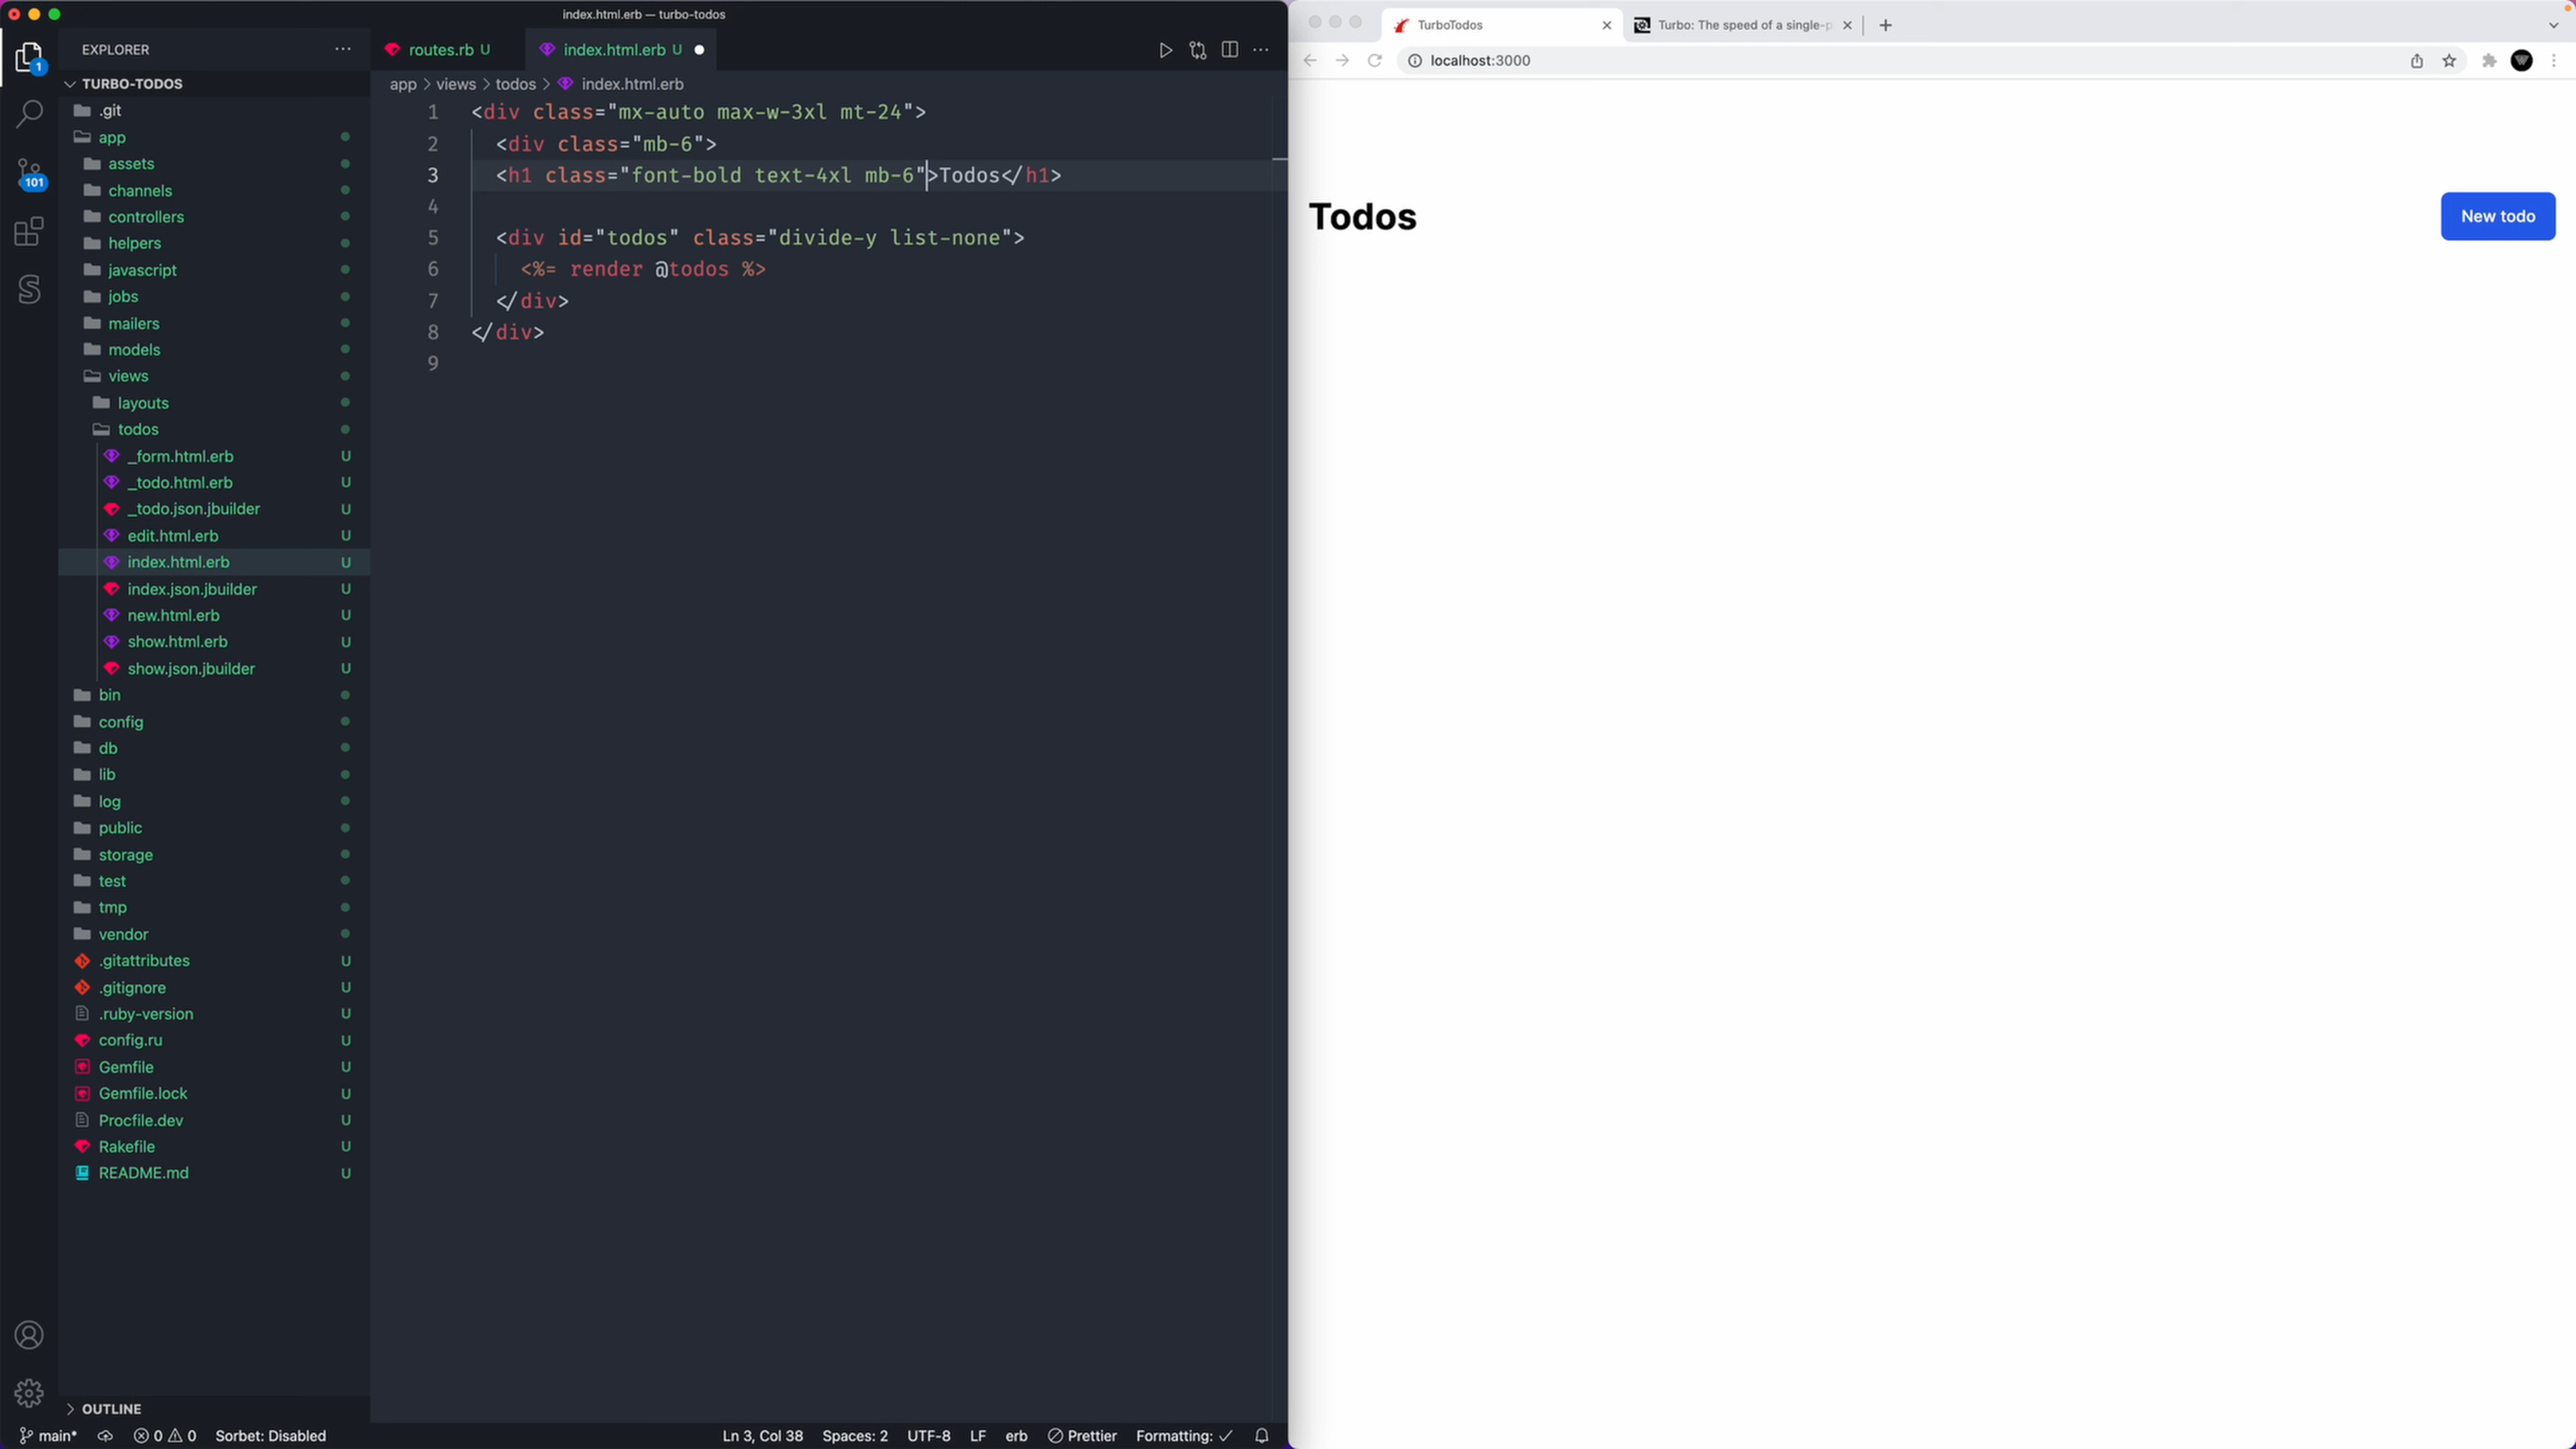 index.html.erb — turbo-todos
EXPLORER
TURBO-TODOS
.git
app
assets
channels
controllers
helpers
javascript
jobs
mailers
models
views
layouts
todos
_form.html.erb U
_todo.html.erb U
_todo.json.jbuilder U
edit.html.erb U
index.html.erb U
index.json.jbuilder U
new.html.erb U
show.html.erb U
show.json.jbuilder U
bin
config
db
lib
log
public
storage
test
tmp
vendor
.gitattributes U
.gitignore U
.ruby-version U
config.ru U
Gemfile U
Gemfile.lock U
Procfile.dev U
Rakefile U
README.md U
OUTLINE
1
101
routes.rb U
index.html.erb U
app > views > todos > index.html.erb
1 <div class="mx-auto max-w-3xl mt-24">
2 <div class="mb-6">
3 <h1 class="font-bold text-4xl mb-6">Todos</h1>
4
5 <div id="todos" class="divide-y list-none">
6 <%= render @todos %>
7 </div>
8 </div>
9
main* 0 0 Sorbet: Disabled Ln 3, Col 38 Spaces: 2 UTF-8 LF erb Prettier Formatting: ✓
TurboTodos
Turbo: The speed of a single-p
localhost:3000
Todos
New todo